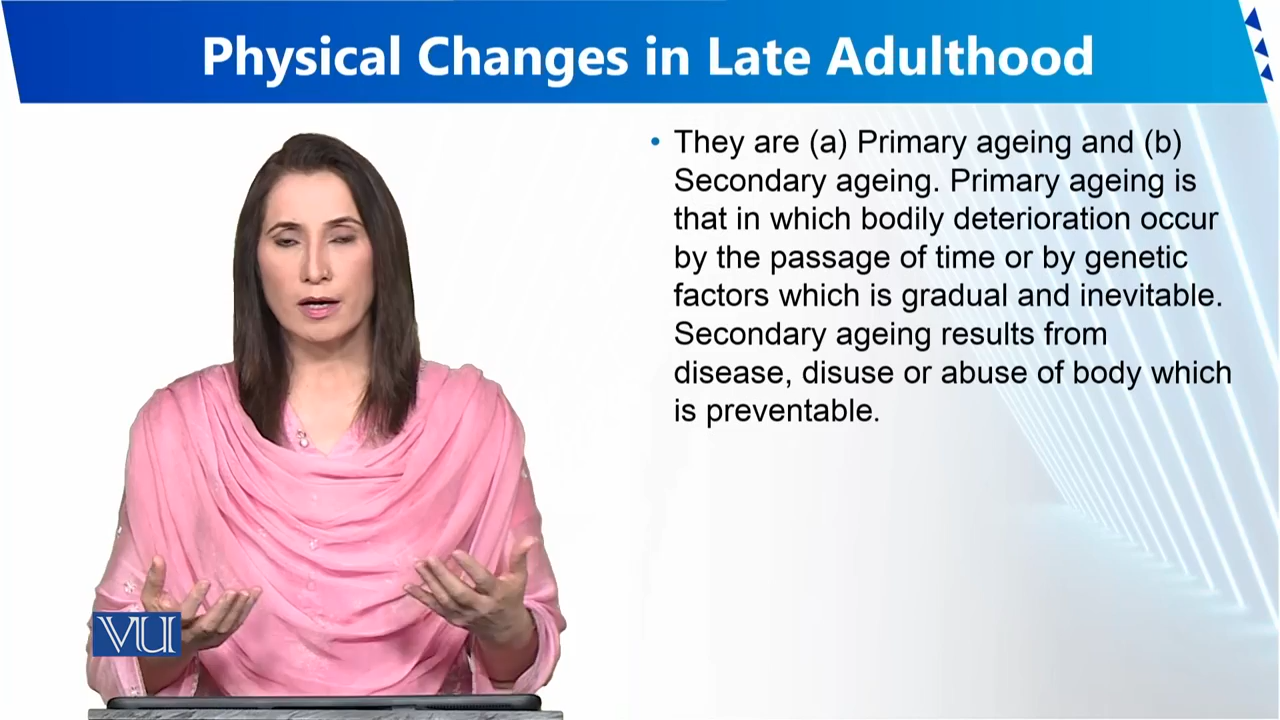 Physical Changes in Late Adulthood
• They are (a) Primary ageing and (b)
Secondary ageing. Primary ageing is
that in which bodily deterioration occur
by the passage of time or by genetic
factors which is gradual and inevitable.
Secondary ageing results from
disease, disuse or abuse of body which
is preventable.
VU